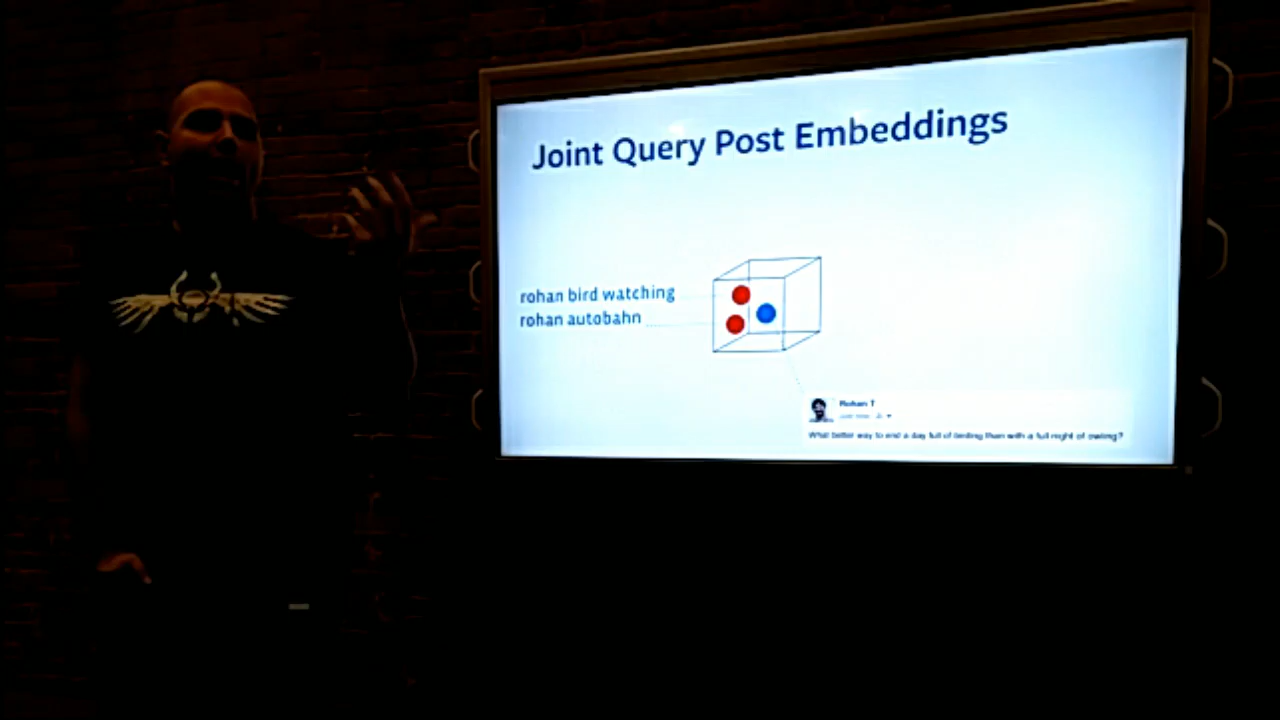 Joint Query Post Embeddings
rohan bird watching
rohan autobahn
Rohan T
What better way to end a day full of birding than with a full night of owling?